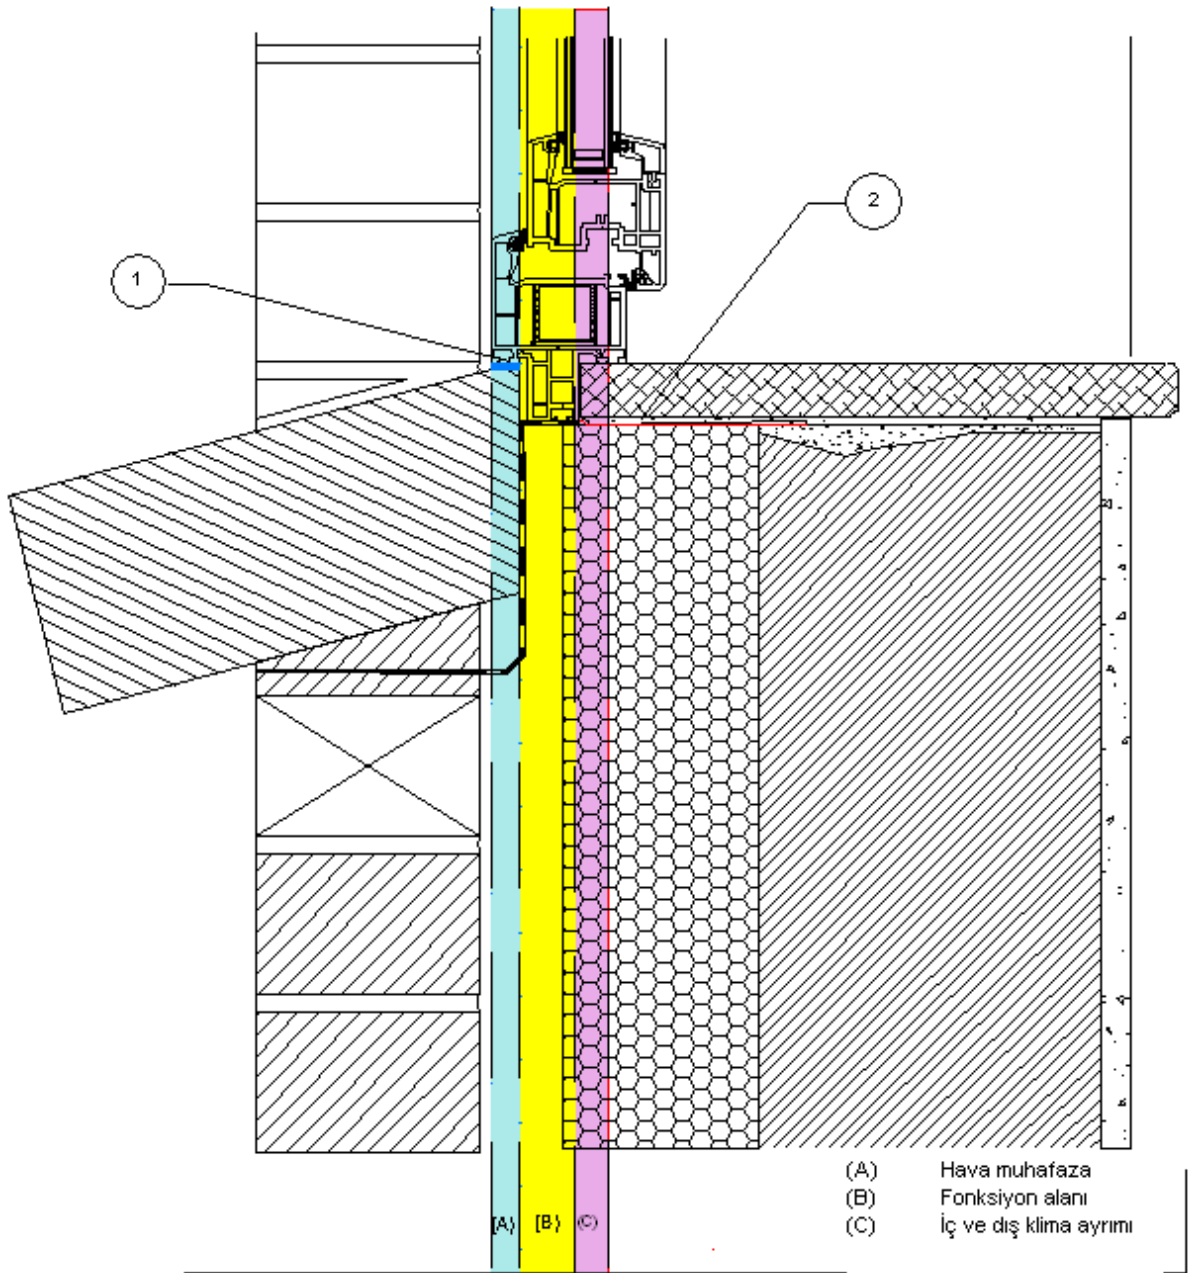 2
1
(A) Hava muhafaza
(B) Fonksiyon alanı
(C) İç ve dış klima ayrımı
(A) (B) (C)